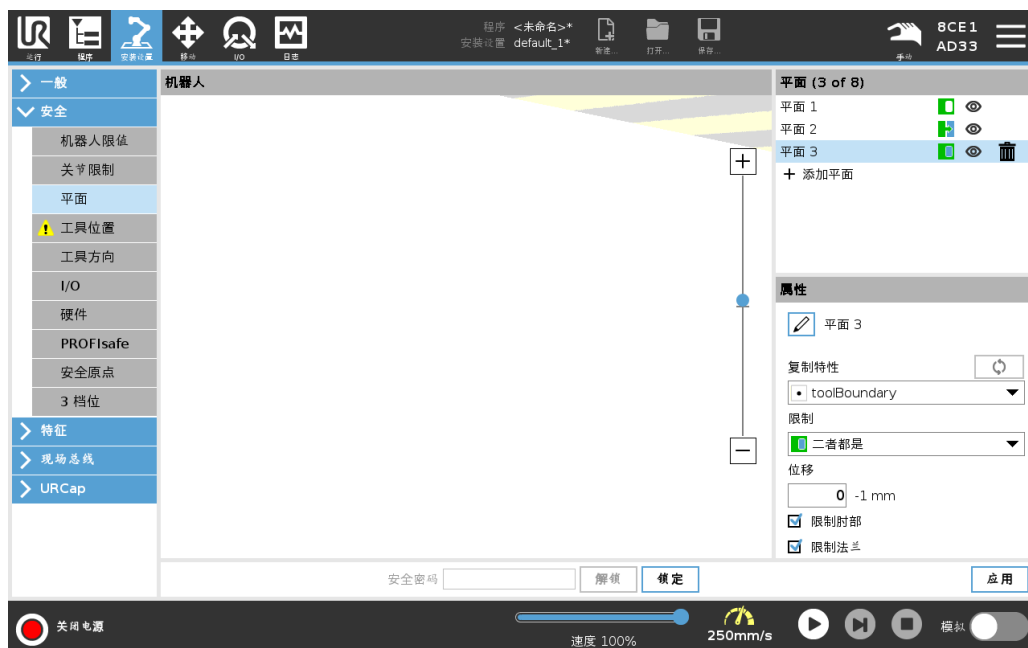 UR
运行
程序
安装设置
移动
I/O
日志
程序 <未命名>*
安装设置 default_1*
新建...
打开...
保存...
手动
8CE1
AD33
一般
安全
机器人限值
关节限制
平面
工具位置
工具方向
I/O
硬件
PROFIsafe
安全原点
3 档位
特征
现场总线
URCap
机器人
平面 (3 of 8)
平面 1
平面 2
平面 3
添加平面
属性
平面 3
复制特性
toolBoundary
限制
二者都是
位移
0 -1 mm
限制肘部
限制法兰
安全密码
解锁
锁定
应用
关闭电源
速度 100%
250mm/s
模拟